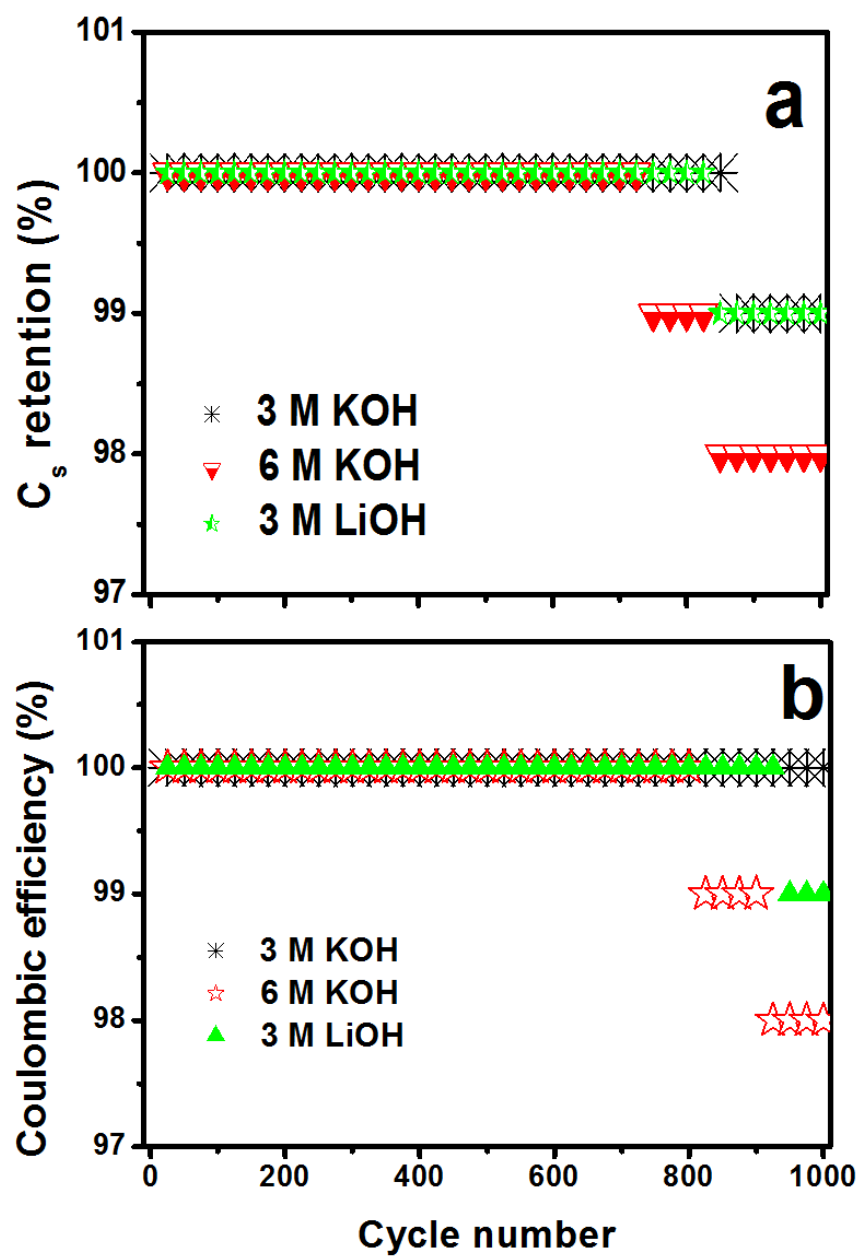 101
100
99
98
97
Cs retention (%)
a
3 M KOH
6 M KOH
3 M LiOH
101
100
99
98
97
Coulombic efficiency (%)
b
3 M KOH
6 M KOH
3 M LiOH
0 200 400 600 800 1000
Cycle number